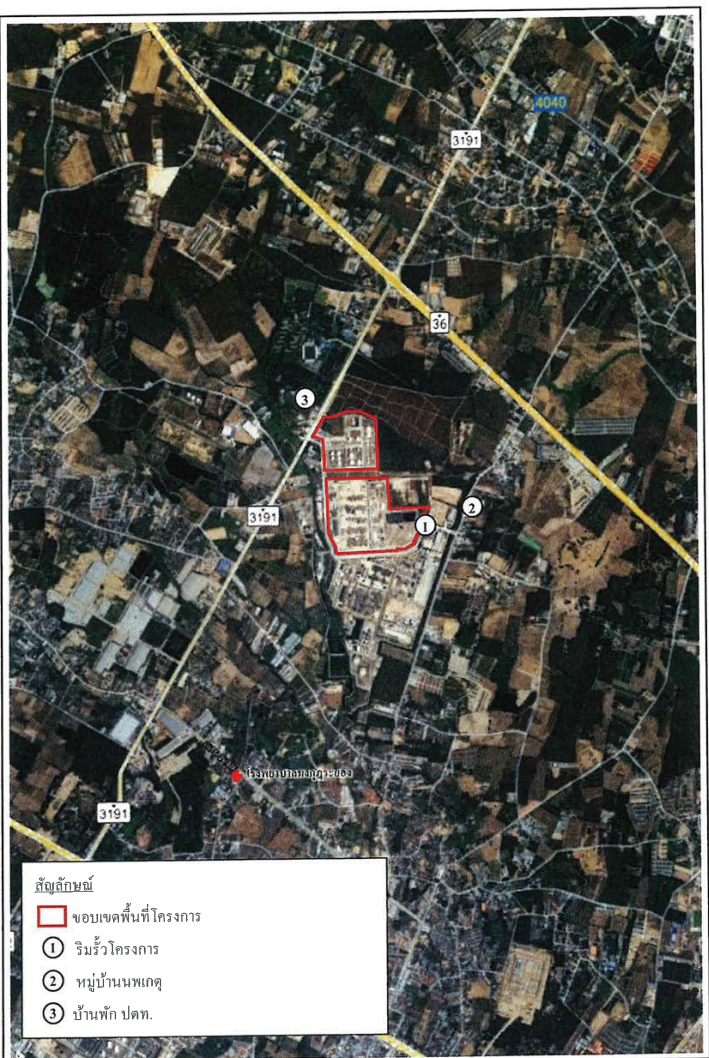 4040
3191
36
3
3191
2
1
โรงพยาบาลมงกุฎระยอง
3191
สัญลักษณ์
ขอบเขตพื้นที่โครงการ
1 ริมรั้วโครงการ
2 หมู่บ้านนพเกตุ
3 บ้านพัก ปตท.